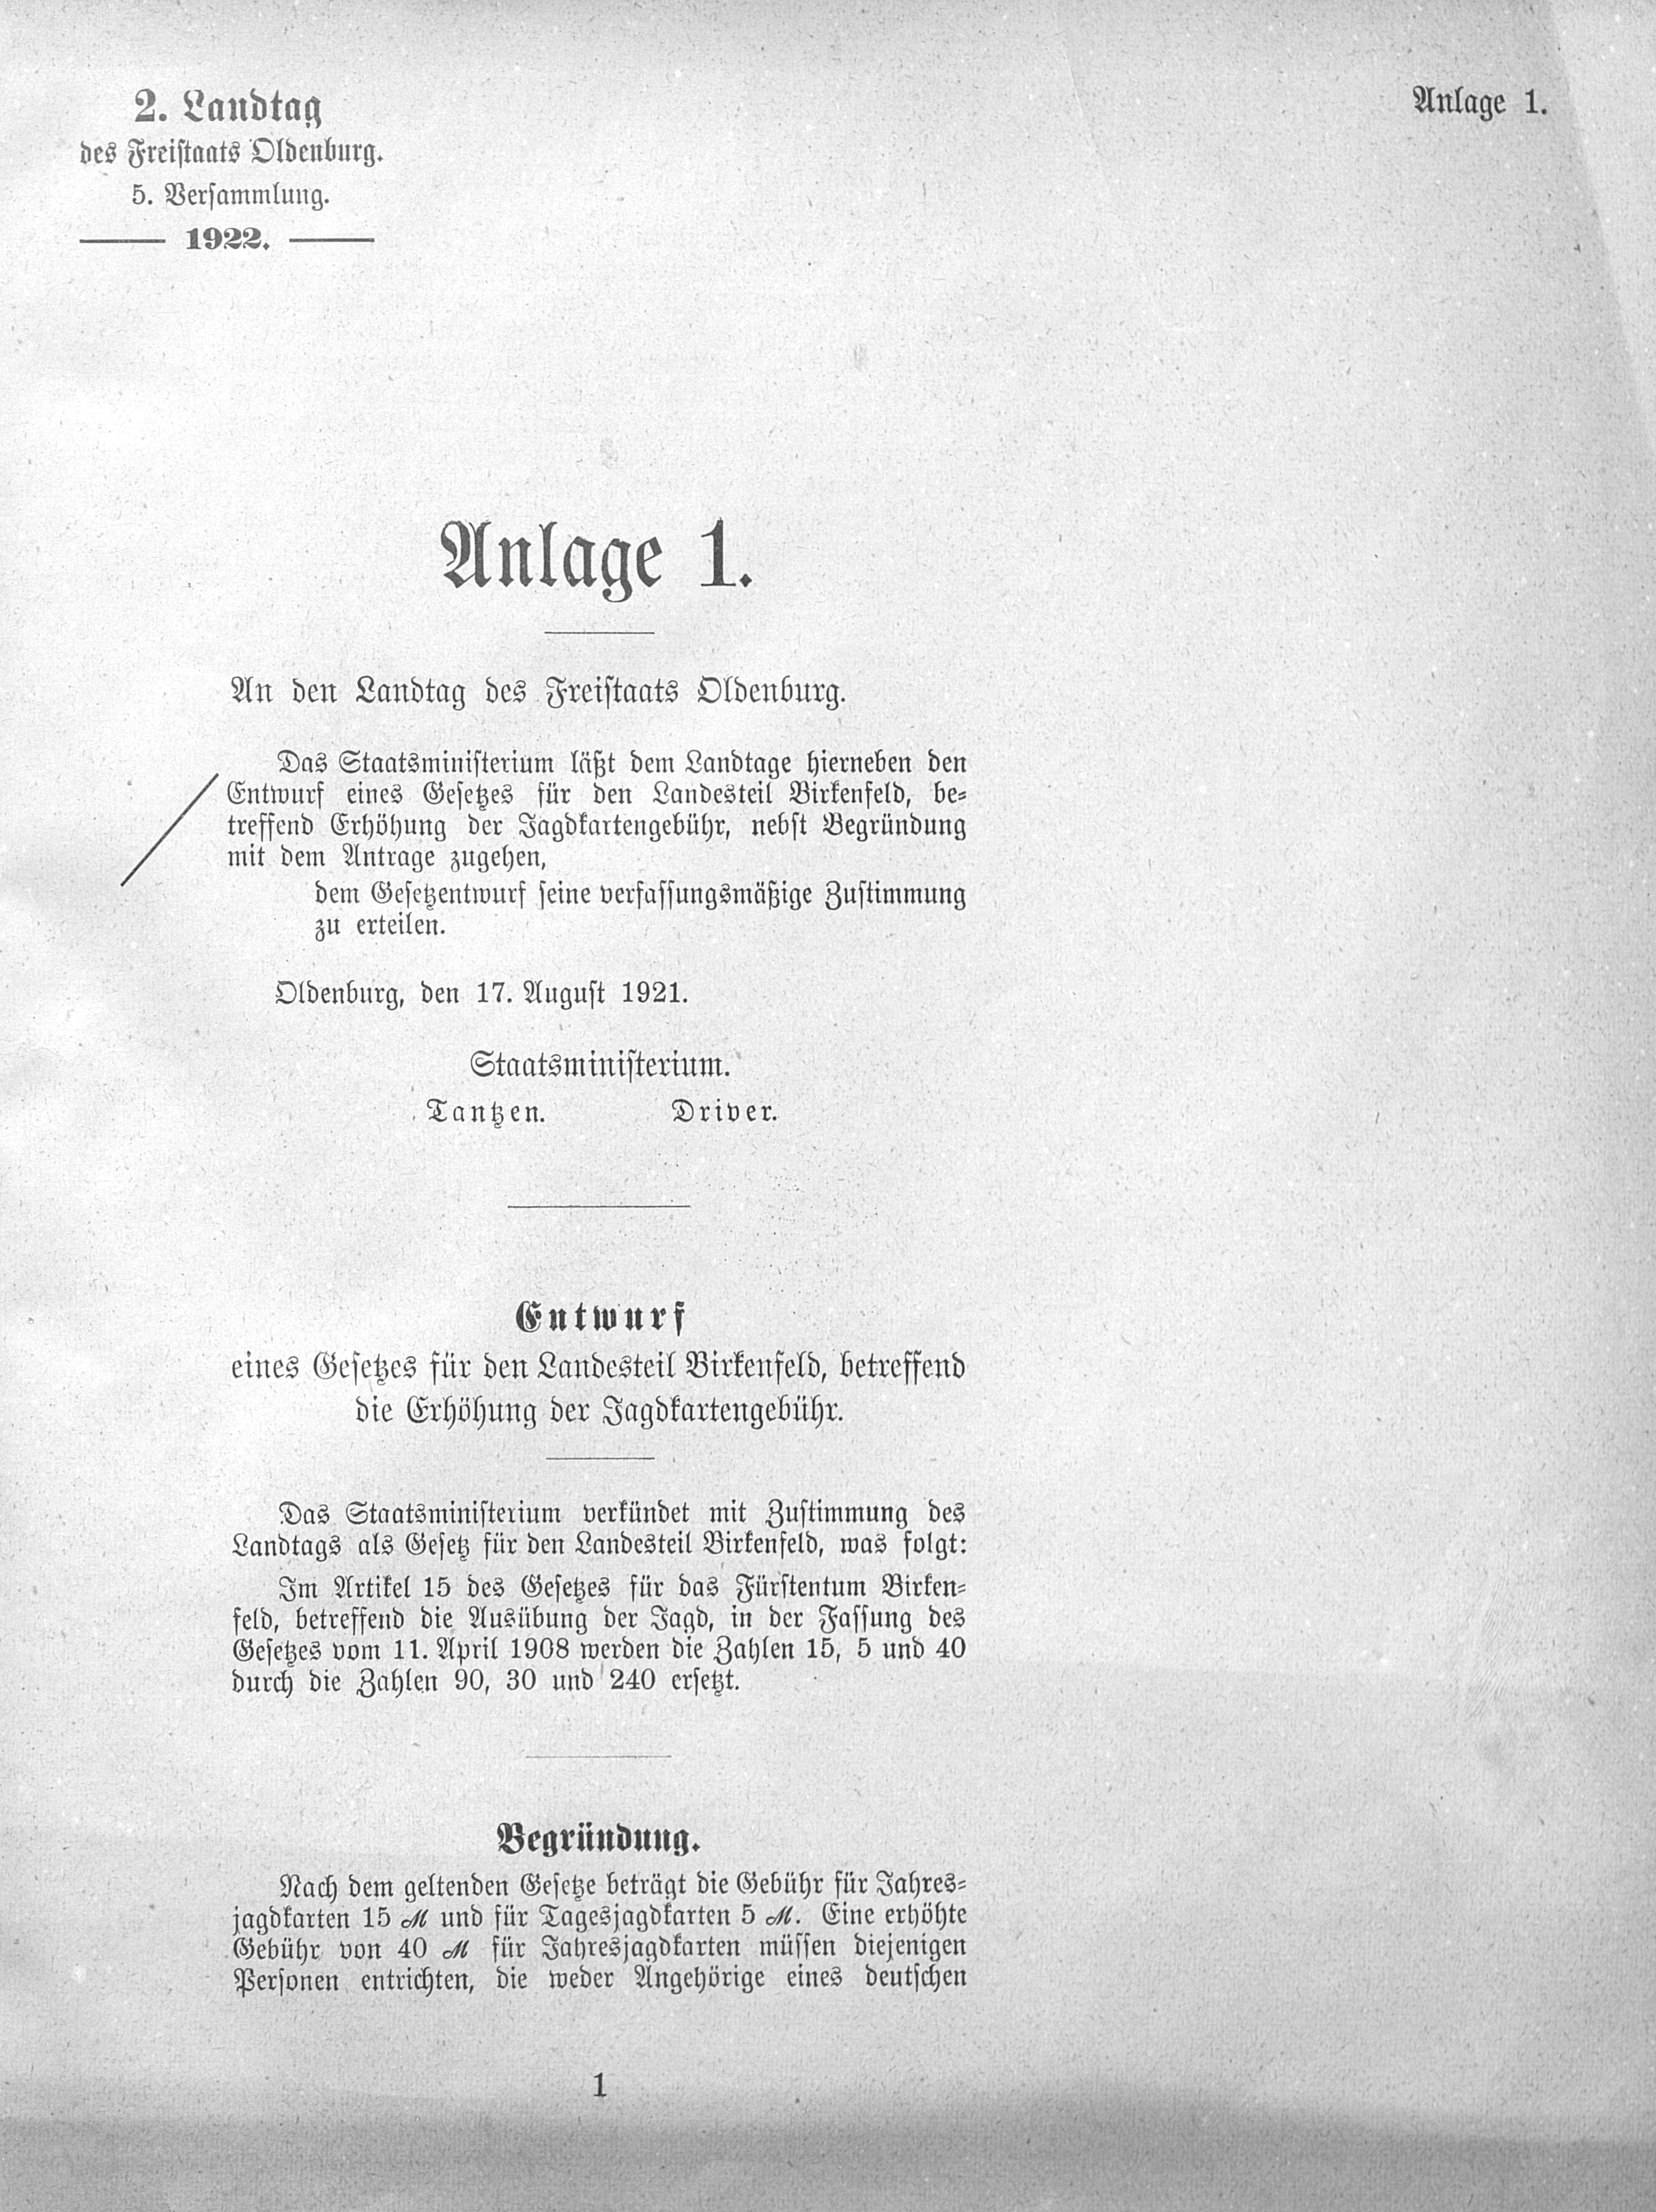 2. Landtag
des Freistaats Oldenburg.
5. Versammlung.
1922.
Anlage 1.
Anlage 1.
An den Landtag des Freistaats Oldenburg.
Das Staatsministerium läßt dem Landtage hierneben den
Entwurf eines Gesetzes für den Landesteil Birkenfeld, be-
treffend Erhöhung der Jagdkartengebühr, nebst Begründung
mit dem Antrage zugehen,
dem Gesetzentwurf seine verfassungsmäßige Zustimmung
zu erteilen.
Oldenburg, den 17. August 1921.
Staatsministerium.
Tantzen. Driver.
Entwurf
eines Gesetzes für den Landesteil Birkenfeld, betreffend
die Erhöhung der Jagdkartengebühr.
Das Staatsministerium verkündet mit Zustimmung des
Landtags als Gesetz für den Landesteil Birkenfeld, was folgt:
Im Artikel 15 des Gesetzes für das Fürstentum Birken-
feld, betreffend die Ausübung der Jagd, in der Fassung des
Gesetzes vom 11. April 1908 werden die Zahlen 15, 5 und 40
durch die Zahlen 90, 30 und 240 ersetzt.
Begründung.
Nach dem geltenden Gesetze beträgt die Gebühr für Jahres-
jagdkarten 15 ℳ und für Tagesjagdkarten 5 ℳ. Eine erhöhte
Gebühr von 40 ℳ für Jahresjagdkarten müssen diejenigen
Personen entrichten, die weder Angehörige eines deutschen
1